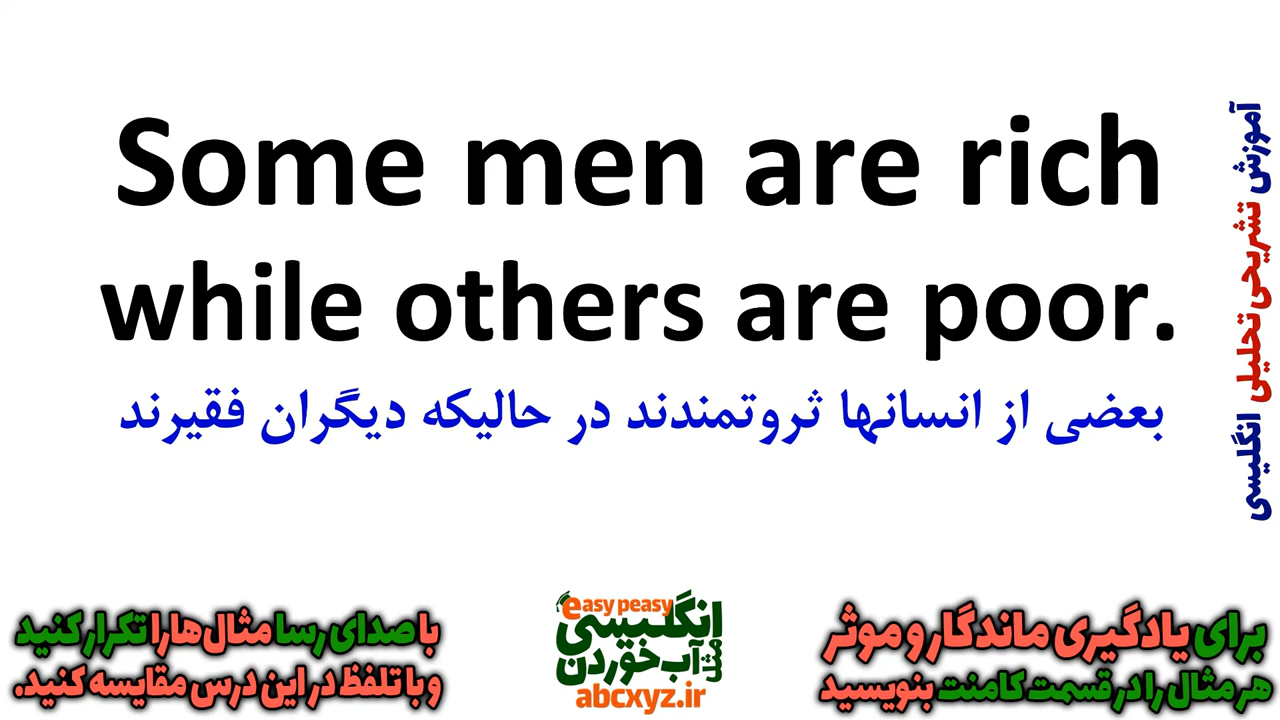 Some men are rich
while others are poor.
بعضی از انسانها ثروتمندند در حالیکه دیگران فقیرند
آموزش تشریحی تحلیلی انگلیسی
برای یادگیری ماندگار و موثر
هر مثال را در قسمت کامنت بنویسید
easy peasy
انگلیسی
مثل
آب خوردن
abcxyz.ir
با صدای رسا مثال‌ها را تکرار کنید
و با تلفظ در این درس مقایسه کنید.